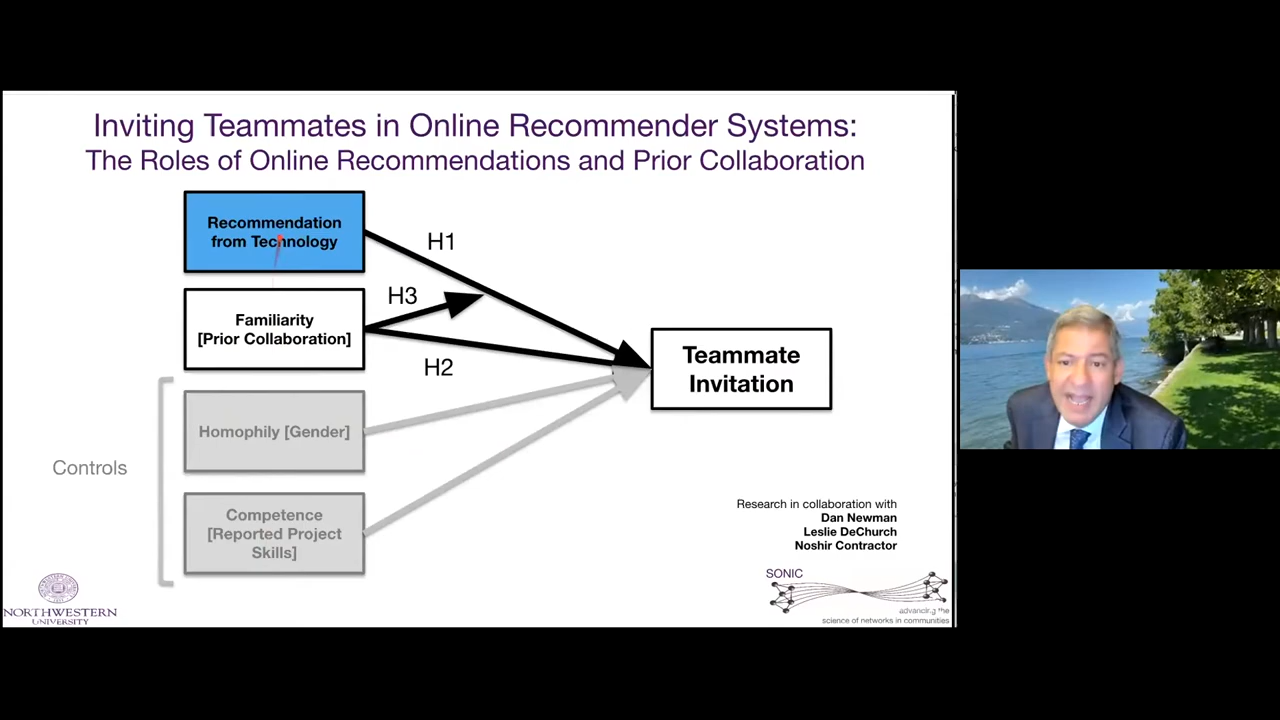 Inviting Teammates in Online Recommender Systems:
The Roles of Online Recommendations and Prior Collaboration
Recommendation
from Technology
H1
H3
Familiarity
[Prior Collaboration]
H2
Teammate
Invitation
Homophily [Gender]
Controls
Competence
[Reported Project
Skills]
Research in collaboration with
Dan Newman
Leslie DeChurch
Noshir Contractor
SONIC
advancing the
science of networks in communities
NORTHWESTERN
UNIVERSITY